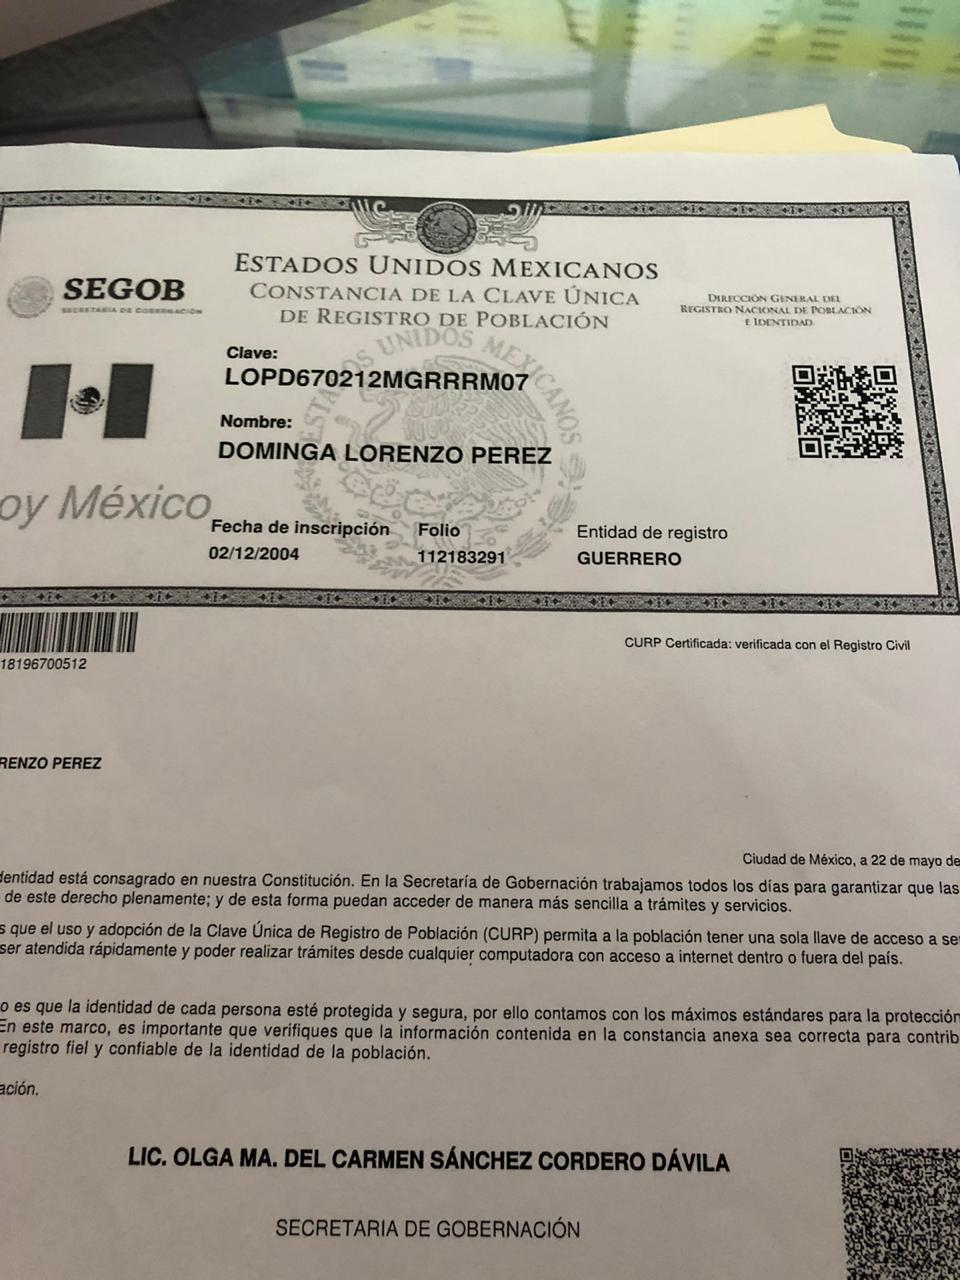 ESTADOS UNIDOS MEXICANOS
CONSTANCIA DE LA CLAVE ÚNICA
DE REGISTRO DE POBLACIÓN
SEGOB
SECRETARÍA DE GOBERNACIÓN
DIRECCIÓN GENERAL DEL
REGISTRO NACIONAL DE POBLACIÓN
E IDENTIDAD
ESTADOS UNIDOS MEXICANOS
Clave:
LOPD670212MGRRRM07
Nombre:
DOMINGA LORENZO PEREZ
oy México
Fecha de inscripción
02/12/2004
Folio
112183291
Entidad de registro
GUERRERO
18196700512
CURP Certificada: verificada con el Registro Civil
RENZO PEREZ
Ciudad de México, a 22 de mayo de
dentidad está consagrado en nuestra Constitución. En la Secretaría de Gobernación trabajamos todos los días para garantizar que las
de este derecho plenamente; y de esta forma puedan acceder de manera más sencilla a trámites y servicios.
s que el uso y adopción de la Clave Única de Registro de Población (CURP) permita a la población tener una sola llave de acceso a se
ser atendida rápidamente y poder realizar trámites desde cualquier computadora con acceso a internet dentro o fuera del país.
o es que la identidad de cada persona esté protegida y segura, por ello contamos con los máximos estándares para la protección
En este marco, es importante que verifiques que la información contenida en la constancia anexa sea correcta para contrib
registro fiel y confiable de la identidad de la población.
ación.
LIC. OLGA MA. DEL CARMEN SÁNCHEZ CORDERO DÁVILA
SECRETARIA DE GOBERNACIÓN